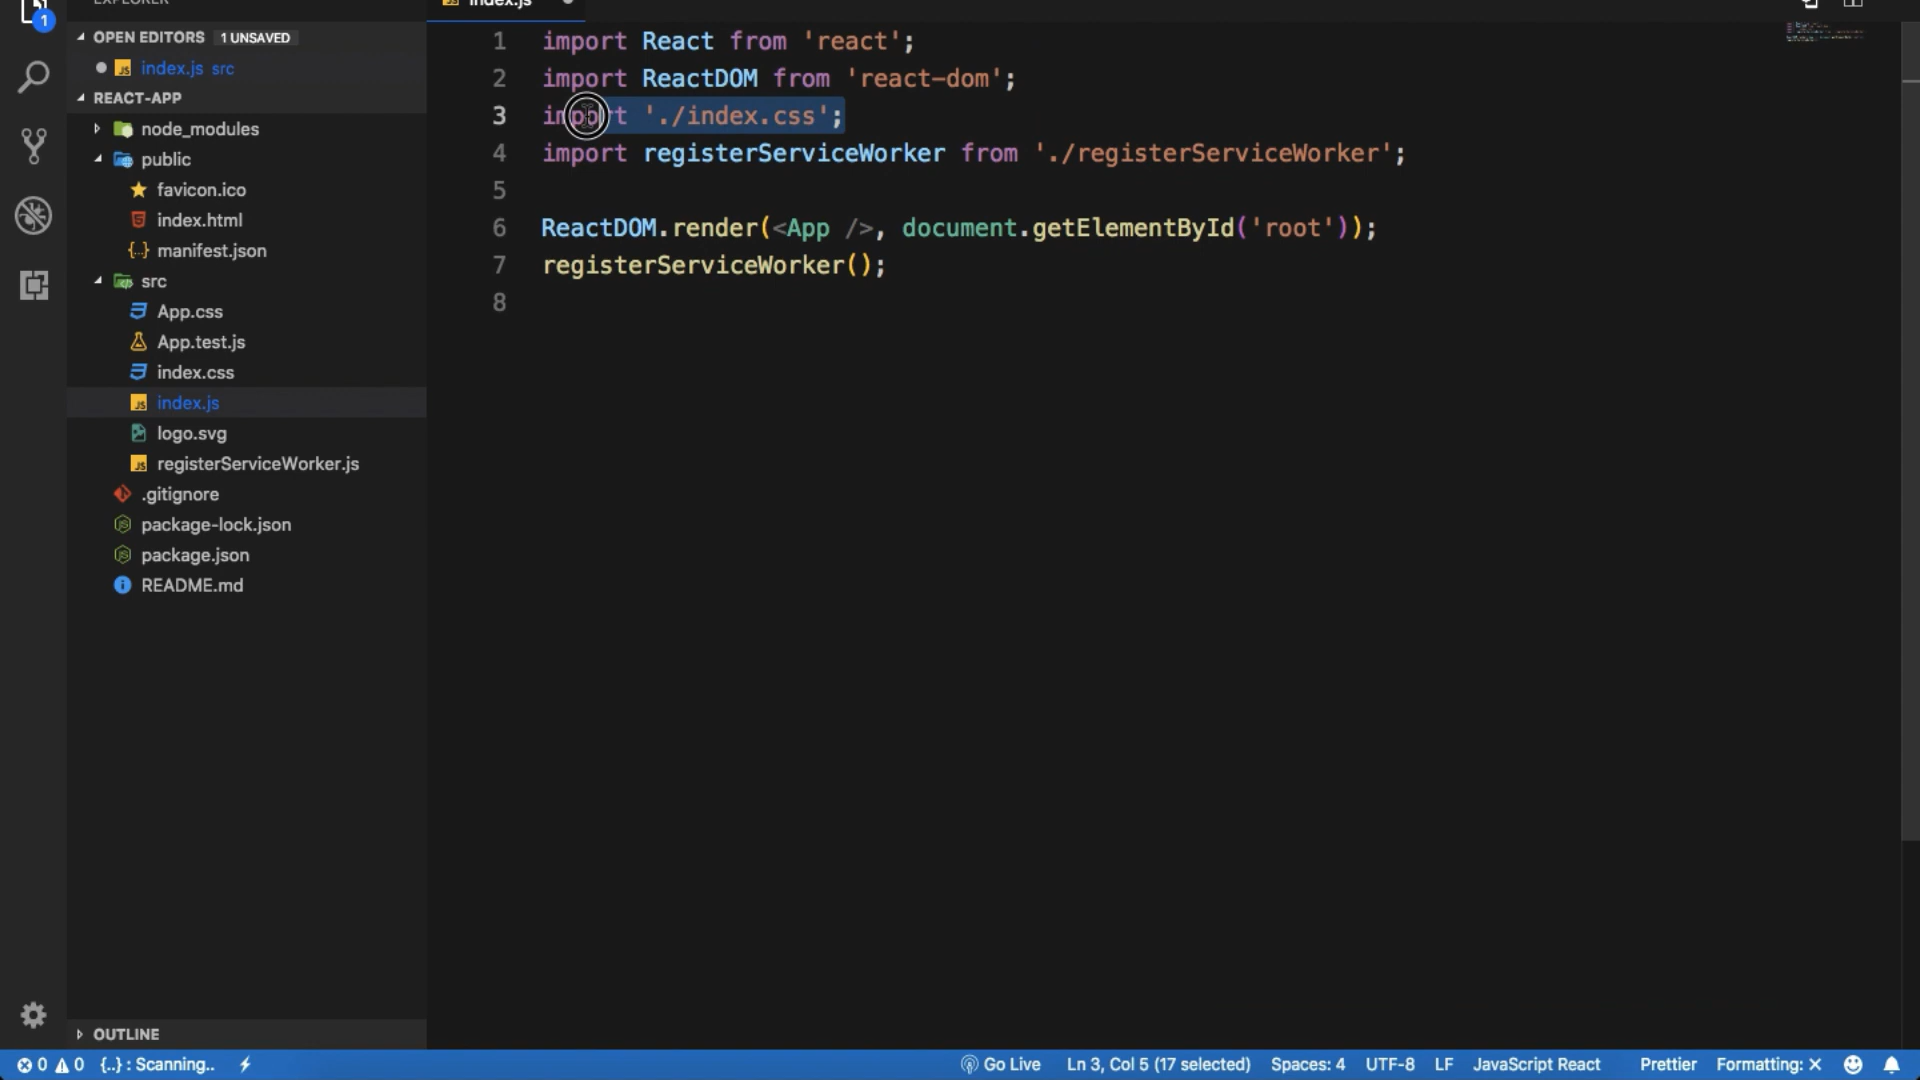 EXPLORER
1
OPEN EDITORS 1 UNSAVED
index.js src
REACT-APP
node_modules
public
favicon.ico
index.html
manifest.json
src
App.css
App.test.js
index.css
index.js
logo.svg
registerServiceWorker.js
.gitignore
package-lock.json
package.json
README.md
OUTLINE
index.js
1 import React from 'react';
2 import ReactDOM from 'react-dom';
3 import './index.css';
4 import registerServiceWorker from './registerServiceWorker';
5
6 ReactDOM.render(<App />, document.getElementById('root'));
7 registerServiceWorker();
8
0 0 {..} : Scanning.. Go Live Ln 3, Col 5 (17 selected) Spaces: 4 UTF-8 LF JavaScript React Prettier Formatting: ✕